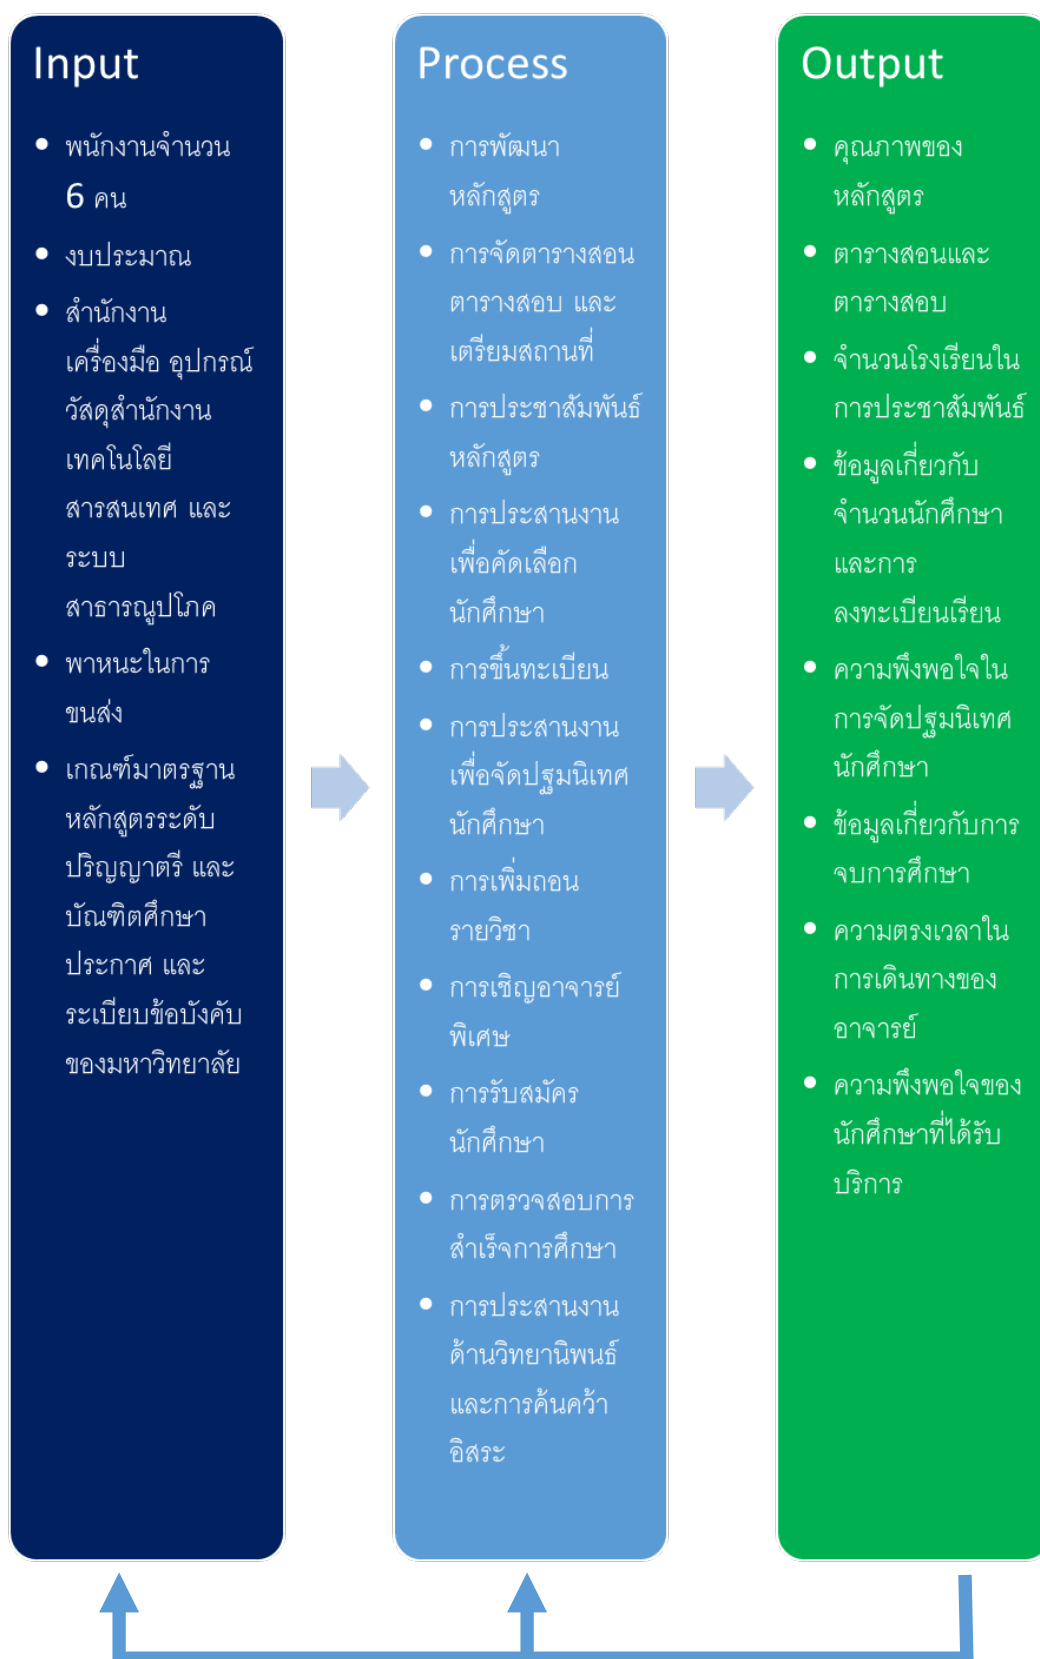 Input
• พนักงานจำนวน
6 คน
• งบประมาณ
• สำนักงาน
เครื่องมือ อุปกรณ์
วัสดุสำนักงาน
เทคโนโลยี
สารสนเทศ และ
ระบบ
สาธารณูปโภค
• พาหนะในการ
ขนส่ง
• เกณฑ์มาตรฐาน
หลักสูตรระดับ
ปริญญาตรี และ
บัณฑิตศึกษา
ประกาศ และ
ระเบียบข้อบังคับ
ของมหาวิทยาลัย
Process
• การพัฒนา
หลักสูตร
• การจัดตารางสอน
ตารางสอบ และ
เตรียมสถานที่
• การประชาสัมพันธ์
หลักสูตร
• การประสานงาน
เพื่อคัดเลือก
นักศึกษา
• การขึ้นทะเบียน
• การประสานงาน
เพื่อจัดปฐมนิเทศ
นักศึกษา
• การเพิ่มถอน
รายวิชา
• การเชิญอาจารย์
พิเศษ
• การรับสมัคร
นักศึกษา
• การตรวจสอบการ
สำเร็จการศึกษา
• การประสานงาน
ด้านวิทยานิพนธ์
และการค้นคว้า
อิสระ
Output
• คุณภาพของ
หลักสูตร
• ตารางสอนและ
ตารางสอบ
• จำนวนโรงเรียนใน
การประชาสัมพันธ์
• ข้อมูลเกี่ยวกับ
จำนวนนักศึกษา
และการ
ลงทะเบียนเรียน
• ความพึงพอใจใน
การจัดปฐมนิเทศ
นักศึกษา
• ข้อมูลเกี่ยวกับการ
จบการศึกษา
• ความตรงเวลาใน
การเดินทางของ
อาจารย์
• ความพึงพอใจของ
นักศึกษาที่ได้รับ
บริการ